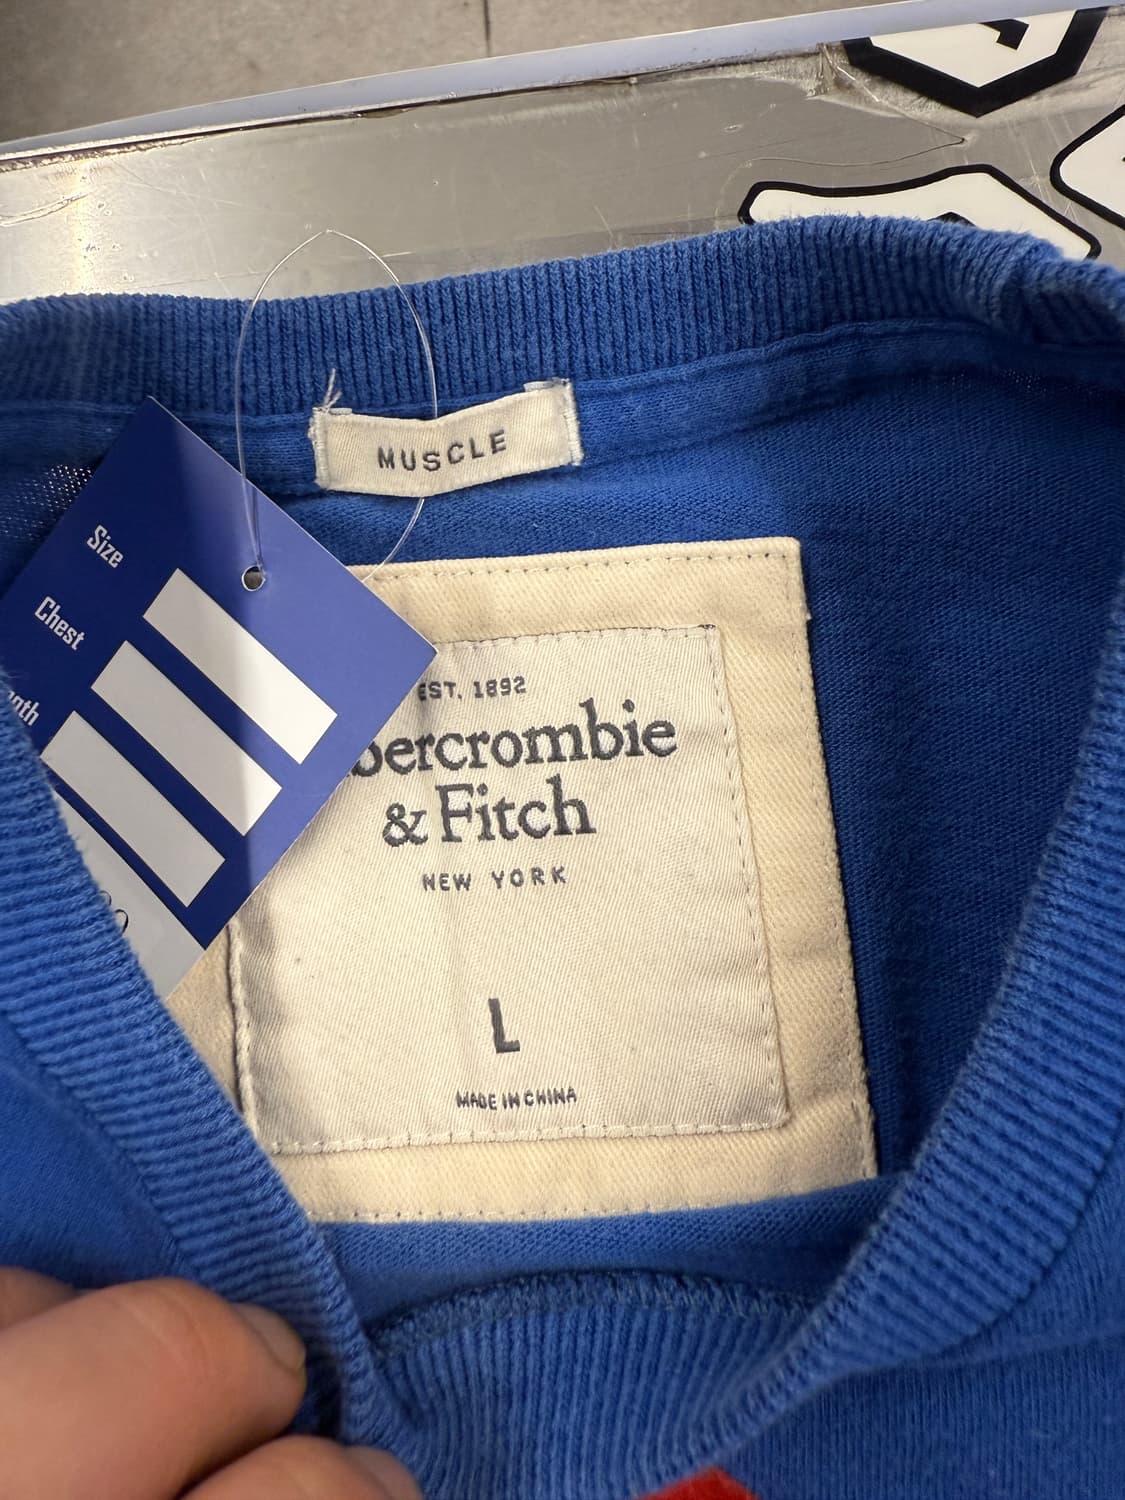 MUSCLE
Size
Chest
EST. 1892
bercrombie
& Fitch
NEW YORK
L
MADE IN CHINA